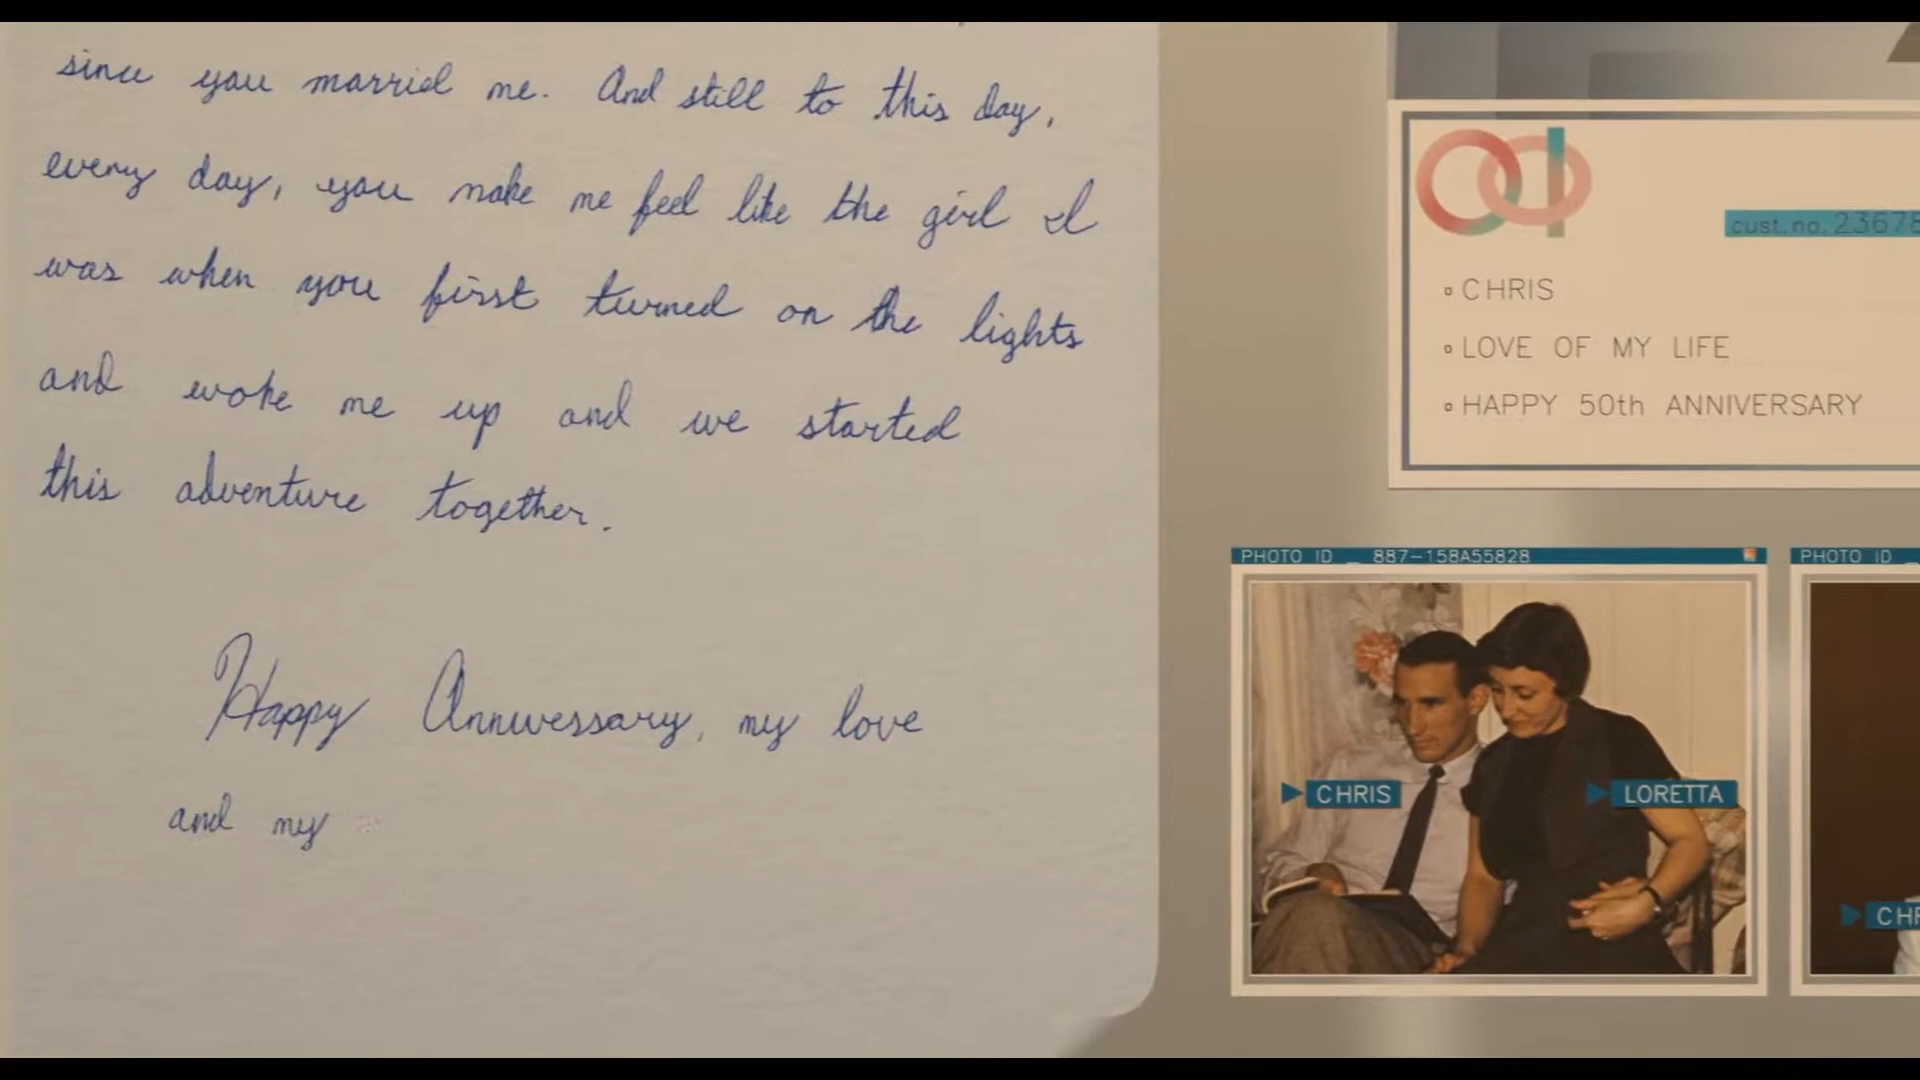 since you married me. And still to this day,
every day, you make me feel like the girl I
was when you first turned on the lights
and woke me up and we started
this adventure together.
Happy Anniversary, my love
and my
cust. no. 23678
CHRIS
LOVE OF MY LIFE
HAPPY 50th ANNIVERSARY
PHOTO ID _ 887-158A55828
CHRIS
LORETTA
PHOTO ID _
CHR